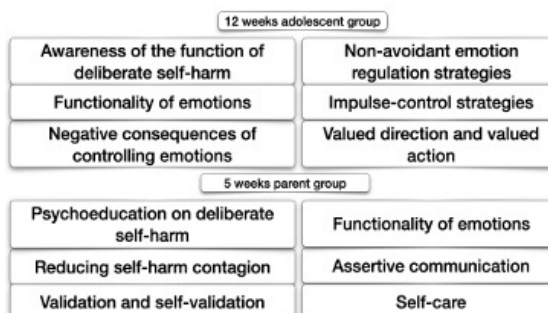 12 weeks adolescent group
Awareness of the function of
deliberate self-harm
Non-avoidant emotion
regulation strategies
Functionality of emotions
Impulse-control strategies
Negative consequences of
controlling emotions
Valued direction and valued
action
5 weeks parent group
Psychoeducation on deliberate
self-harm
Functionality of emotions
Reducing self-harm contagion
Assertive communication
Validation and self-validation
Self-care